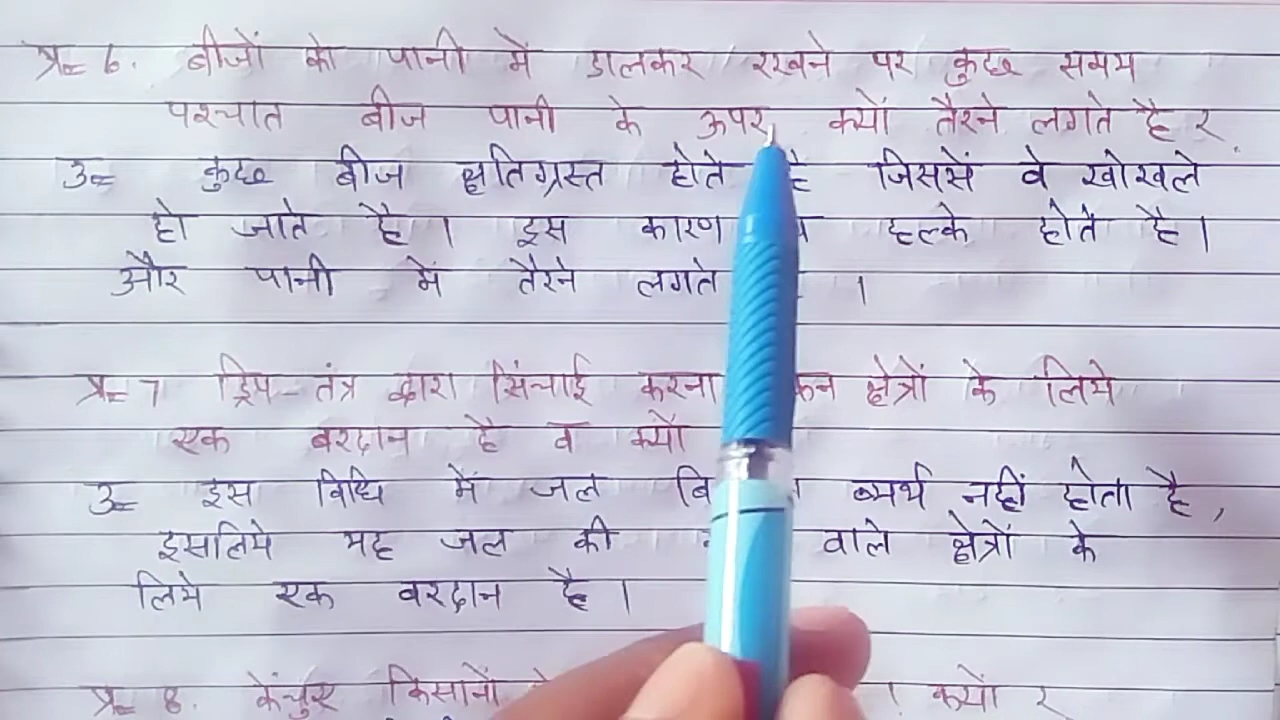 प्र= 6. बीजों को पानी में डालकर रखने पर कुछ समय
पश्चात बीज पानी के ऊपर क्यों तैरने लगते है ?
उ= कुछ बीज क्षतिग्रस्त होते है जिससें वे खोखले
हो जाते है । इस कारण हल्के होते है ।
और पानी में तैरने लगते ।
प्र= 7 ड्रिप-तंत्र द्वारा सिंचाई करना क्षेत्रों के लिये
एक वरदान है व क्यों
उ= इस विधि में जल व्यर्थ नहीं होता है,
इसलिये यह जल की वाले क्षेत्रों के
लिये एक वरदान है ।
प्र= 8. केंचुए किसानों । क्यों ?